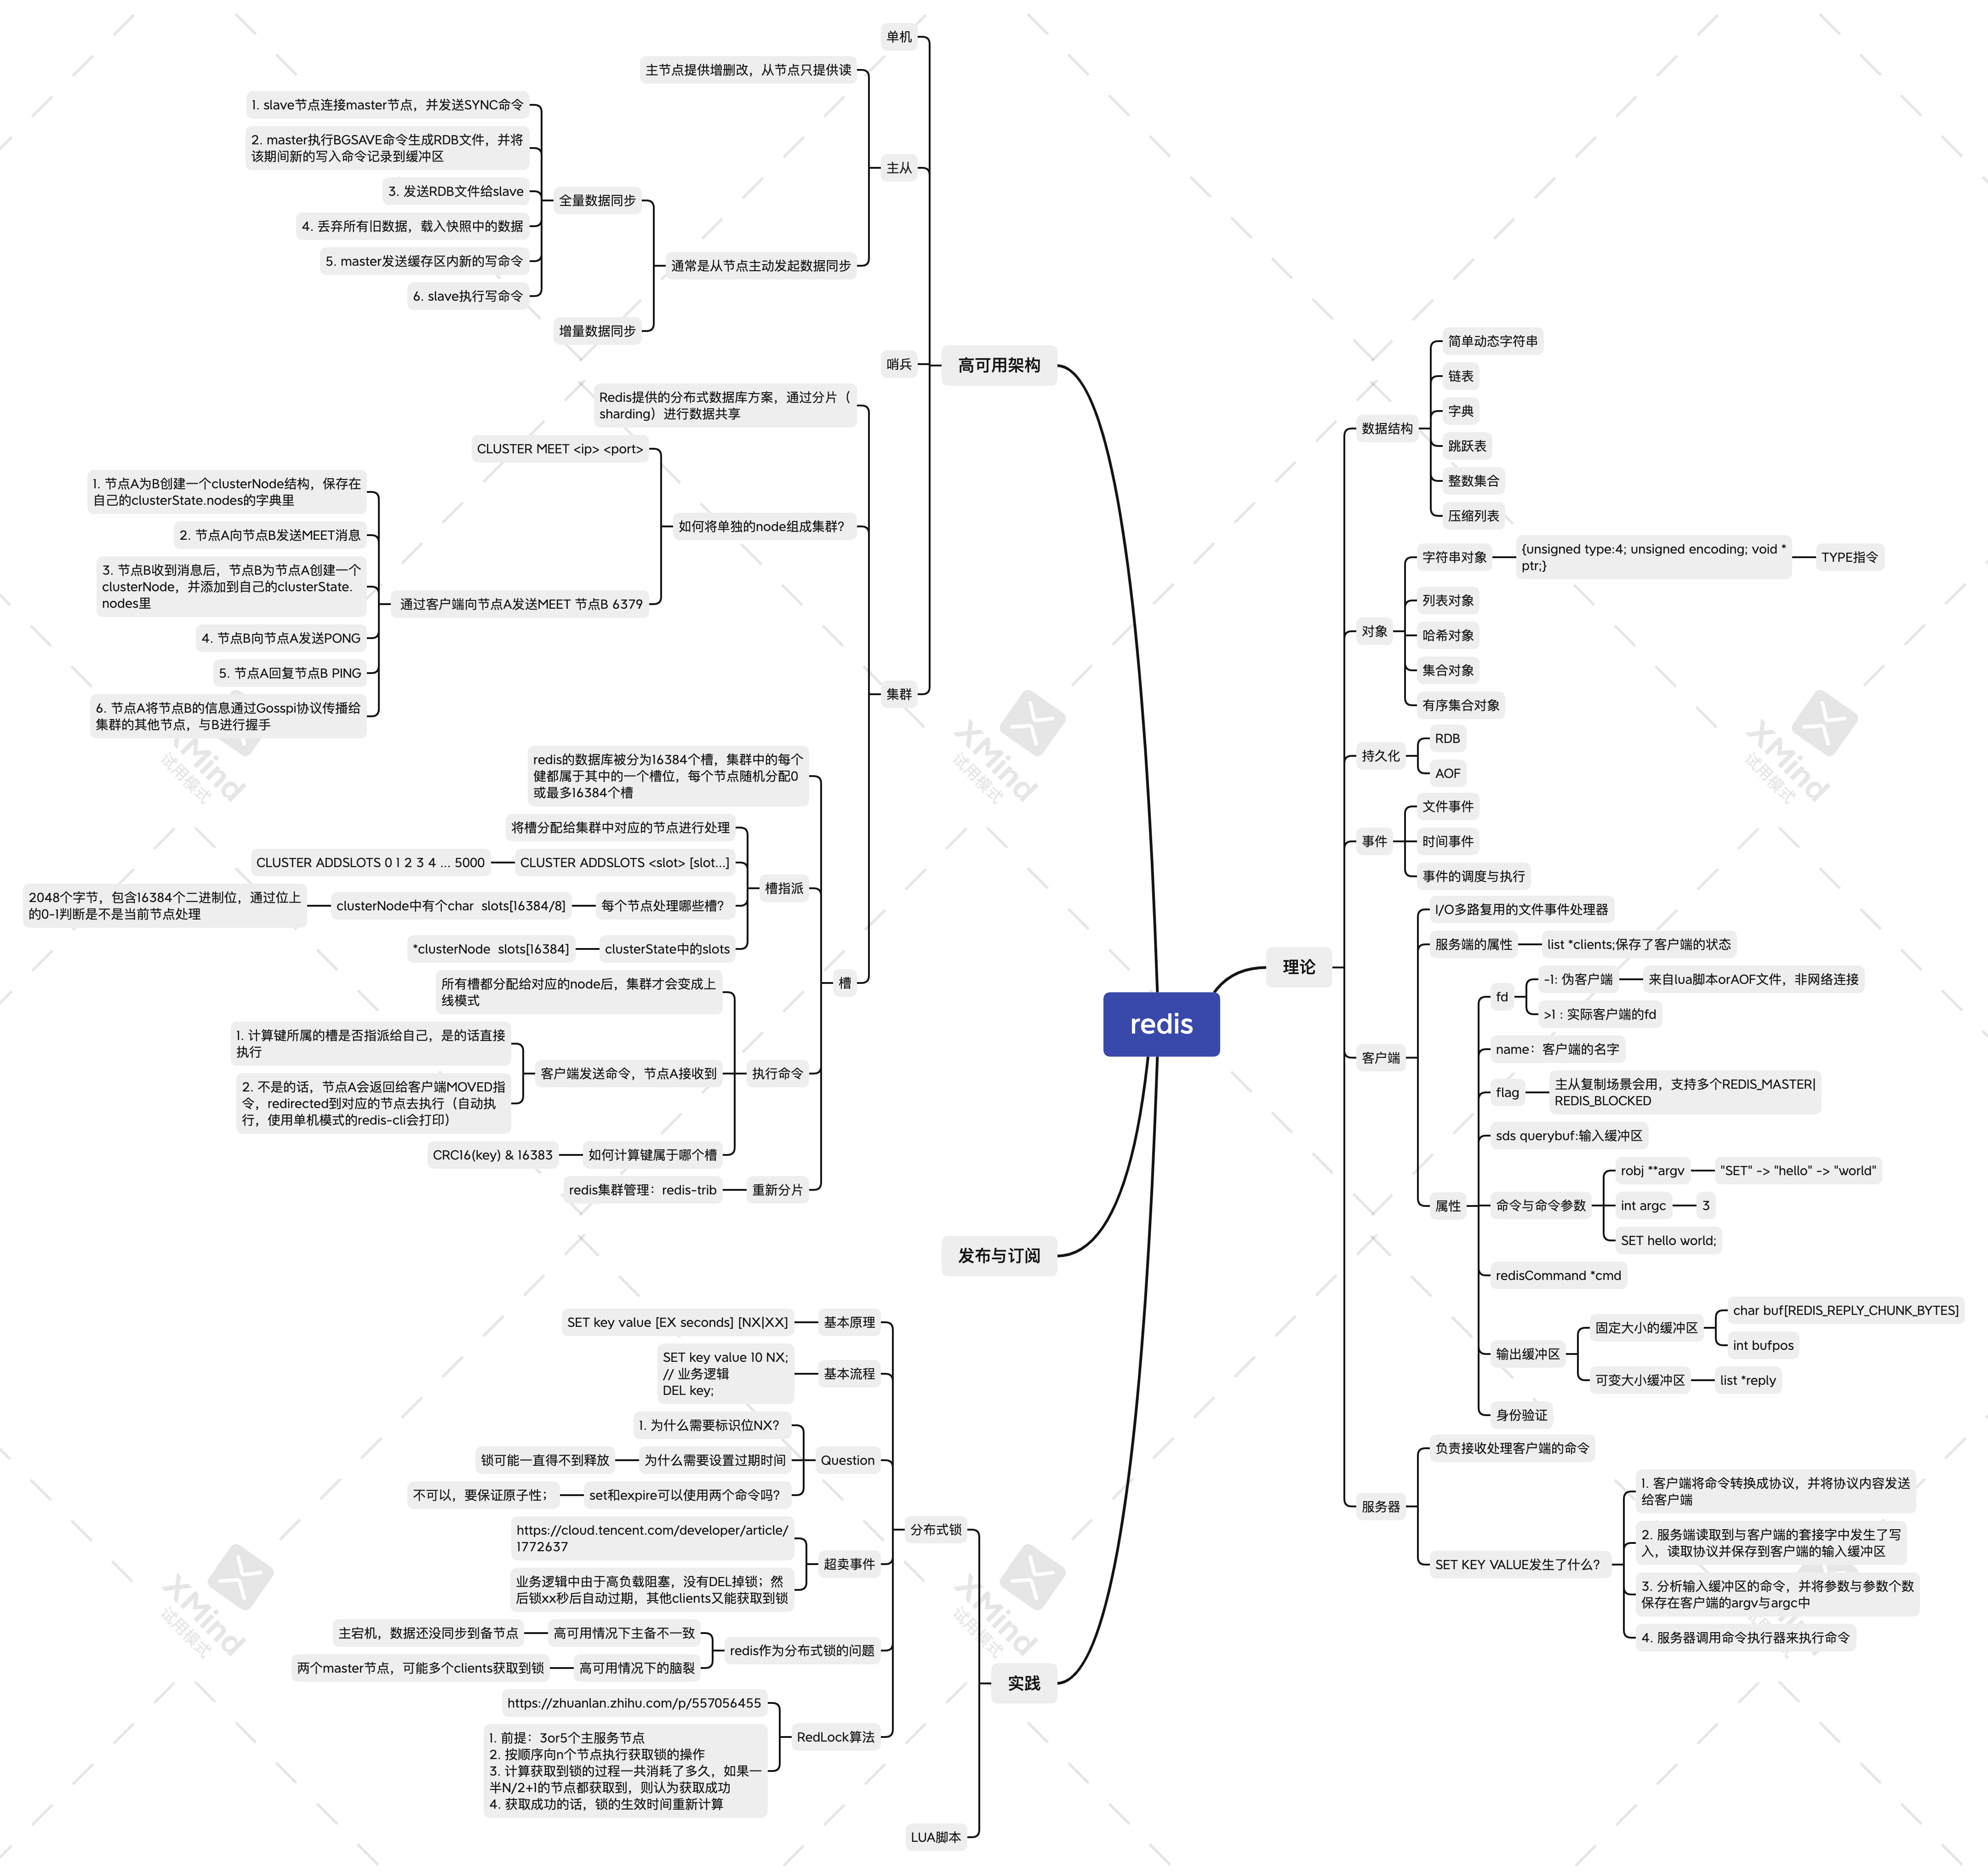 redis
高可用架构
单机
主从
主节点提供增删改，从节点只提供读
通常是从节点主动发起数据同步
全量数据同步
1. slave节点连接master节点，并发送SYNC命令
2. master执行BGSAVE命令生成RDB文件，并将
该期间新的写入命令记录到缓冲区
3. 发送RDB文件给slave
4. 丢弃所有旧数据，载入快照中的数据
5. master发送缓存区内新的写命令
6. slave执行写命令
增量数据同步
哨兵
集群
Redis提供的分布式数据库方案，通过分片（
sharding）进行数据共享
如何将单独的node组成集群？
CLUSTER MEET <ip> <port>
通过客户端向节点A发送MEET 节点B 6379
1. 节点A为B创建一个clusterNode结构，保存在
自己的clusterState.nodes的字典里
2. 节点A向节点B发送MEET消息
3. 节点B收到消息后，节点B为节点A创建一个
clusterNode，并添加到自己的clusterState.
nodes里
4. 节点B向节点A发送PONG
5. 节点A回复节点B PING
6. 节点A将节点B的信息通过Gosspi协议传播给
集群的其他节点，与B进行握手
槽
redis的数据库被分为16384个槽，集群中的每个
健都属于其中的一个槽位，每个节点随机分配0
或最多16384个槽
槽指派
将槽分配给集群中对应的节点进行处理
CLUSTER ADDSLOTS <slot> [slot...]
CLUSTER ADDSLOTS 0 1 2 3 4 ... 5000
每个节点处理哪些槽？
clusterNode中有个char  slots[16384/8]
2048个字节，包含16384个二进制位，通过位上
的0-1判断是不是当前节点处理
clusterState中的slots
*clusterNode  slots[16384]
执行命令
所有槽都分配给对应的node后，集群才会变成上
线模式
客户端发送命令，节点A接收到
1. 计算键所属的槽是否指派给自己，是的话直接
执行
2. 不是的话，节点A会返回给客户端MOVED指
令，redirected到对应的节点去执行（自动执
行，使用单机模式的redis-cli会打印）
如何计算键属于哪个槽
CRC16(key) & 16383
重新分片
redis集群管理：redis-trib
发布与订阅
实践
分布式锁
基本原理
SET key value [EX seconds] [NX|XX]
基本流程
SET key value 10 NX;
// 业务逻辑
DEL key;
Question
1. 为什么需要标识位NX？
为什么需要设置过期时间
锁可能一直得不到释放
set和expire可以使用两个命令吗？
不可以，要保证原子性；
超卖事件
https://cloud.tencent.com/developer/article/
1772637
业务逻辑中由于高负载阻塞，没有DEL掉锁；然
后锁xx秒后自动过期，其他clients又能获取到锁
redis作为分布式锁的问题
高可用情况下主备不一致
主宕机，数据还没同步到备节点
高可用情况下的脑裂
两个master节点，可能多个clients获取到锁
RedLock算法
https://zhuanlan.zhihu.com/p/557056455
1. 前提：3or5个主服务节点
2. 按顺序向n个节点执行获取锁的操作
3. 计算获取到锁的过程一共消耗了多久，如果一
半N/2+1的节点都获取到，则认为获取成功
4. 获取成功的话，锁的生效时间重新计算
LUA脚本
理论
数据结构
简单动态字符串
链表
字典
跳跃表
整数集合
压缩列表
对象
字符串对象
{unsigned type:4; unsigned encoding; void *
ptr;}
TYPE指令
列表对象
哈希对象
集合对象
有序集合对象
持久化
RDB
AOF
事件
文件事件
时间事件
事件的调度与执行
客户端
I/O多路复用的文件事件处理器
服务端的属性
list *clients;保存了客户端的状态
属性
fd
-1: 伪客户端
来自lua脚本orAOF文件，非网络连接
>1 : 实际客户端的fd
name：客户端的名字
flag
主从复制场景会用，支持多个REDIS_MASTER|
REDIS_BLOCKED
sds querybuf:输入缓冲区
命令与命令参数
robj **argv
"SET" -> "hello" -> "world"
int argc
3
SET hello world;
redisCommand *cmd
输出缓冲区
固定大小的缓冲区
char buf[REDIS_REPLY_CHUNK_BYTES]
int bufpos
可变大小缓冲区
list *reply
身份验证
服务器
负责接收处理客户端的命令
SET KEY VALUE发生了什么？
1. 客户端将命令转换成协议，并将协议内容发送
给客户端
2. 服务端读取到与客户端的套接字中发生了写
入，读取协议并保存到客户端的输入缓冲区
3. 分析输入缓冲区的命令，并将参数与参数个数
保存在客户端的argv与argc中
4. 服务器调用命令执行器来执行命令
XMind
试用模式
XMind
试用模式
XMind
试用模式
XMind
试用模式
XMind
试用模式